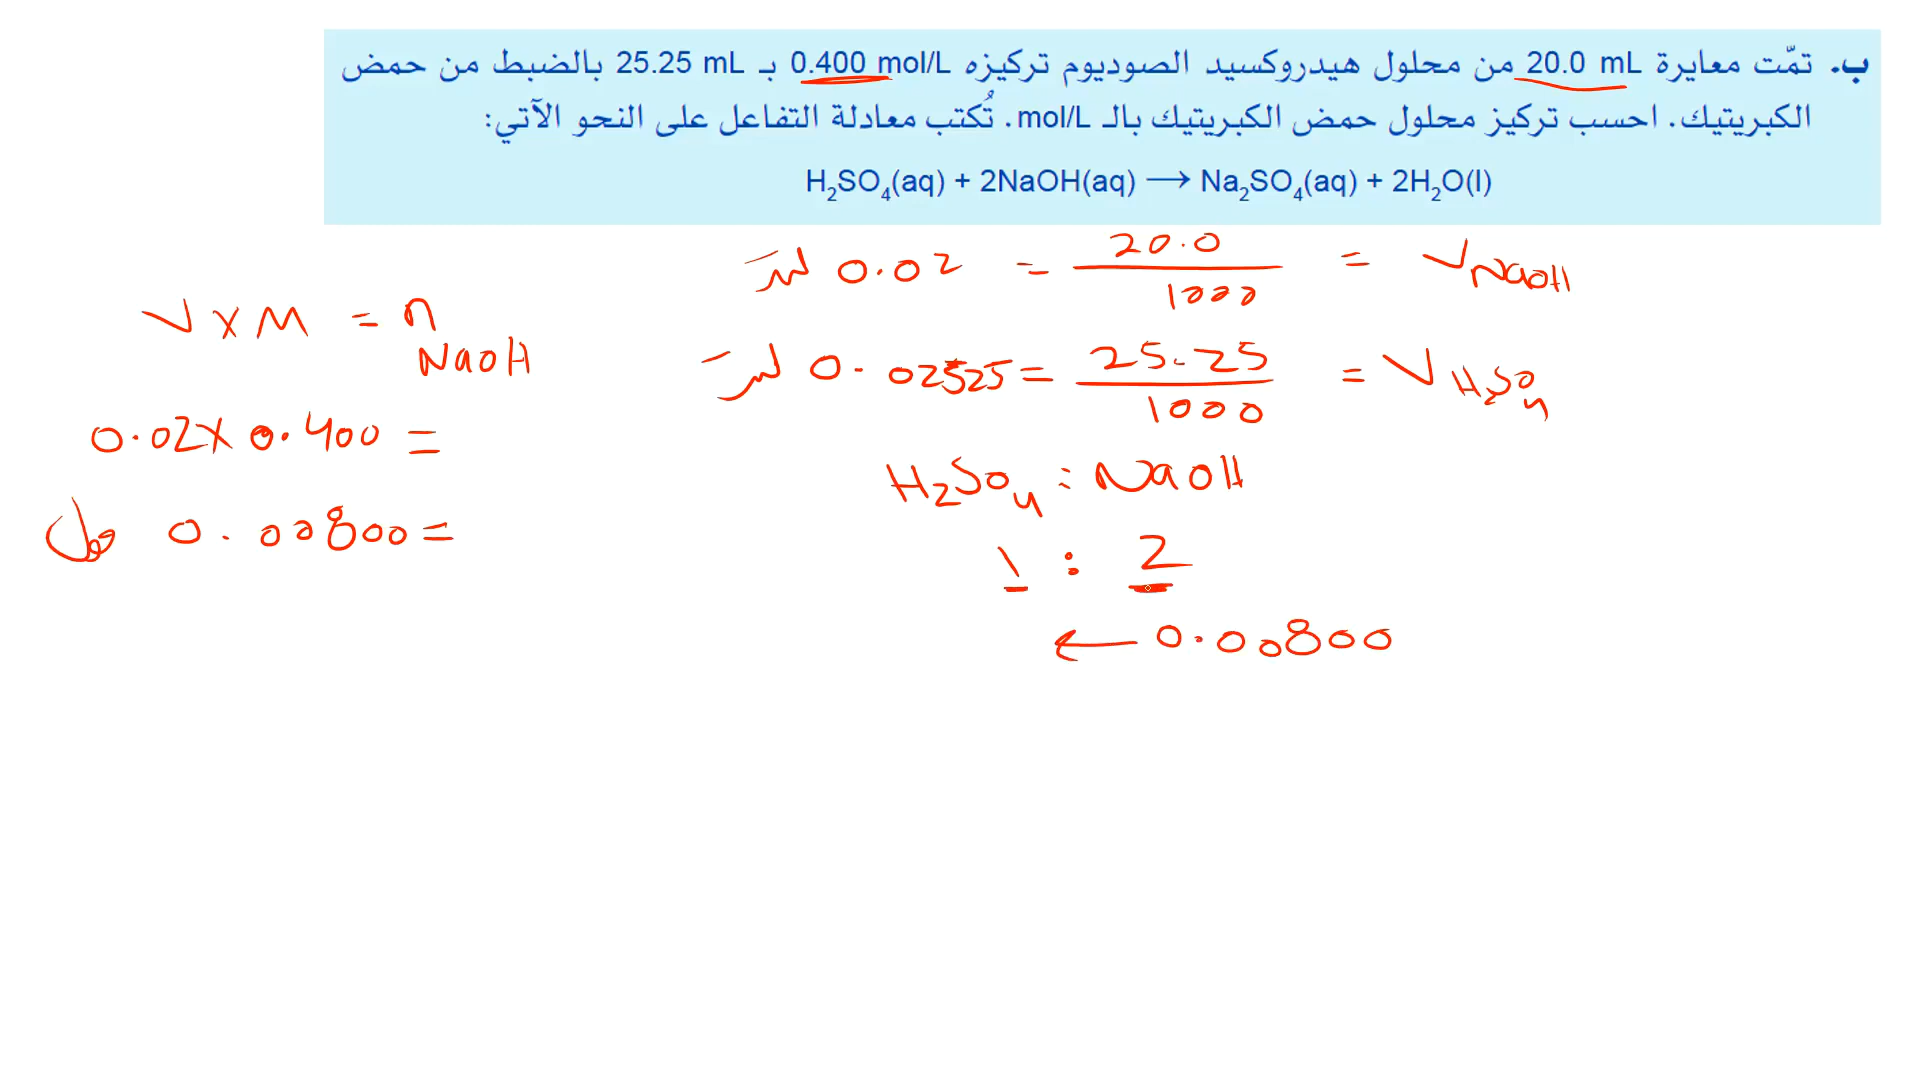 ب. تمّت معايرة 20.0 mL من محلول هيدروكسيد الصوديوم تركيزه 0.400 mol/L بـ 25.25 mL بالضبط من حمض
الكبريتيك. احسب تركيز محلول حمض الكبريتيك بالـ mol/L. تُكتب معادلة التفاعل على النحو الآتي:
H₂SO₄(aq) + 2NaOH(aq) ⟶ Na₂SO₄(aq) + 2H₂O(l)
لتر 0.02 = 20.0 / 1000 = V NaOH
لتر 0.02525 = 25.25 / 1000 = V H₂SO₄
H₂SO₄ : NaOH
1 : 2
← 0.00800
V × M = n NaOH
0.02 × 0.400 =
مول 0.00800 =